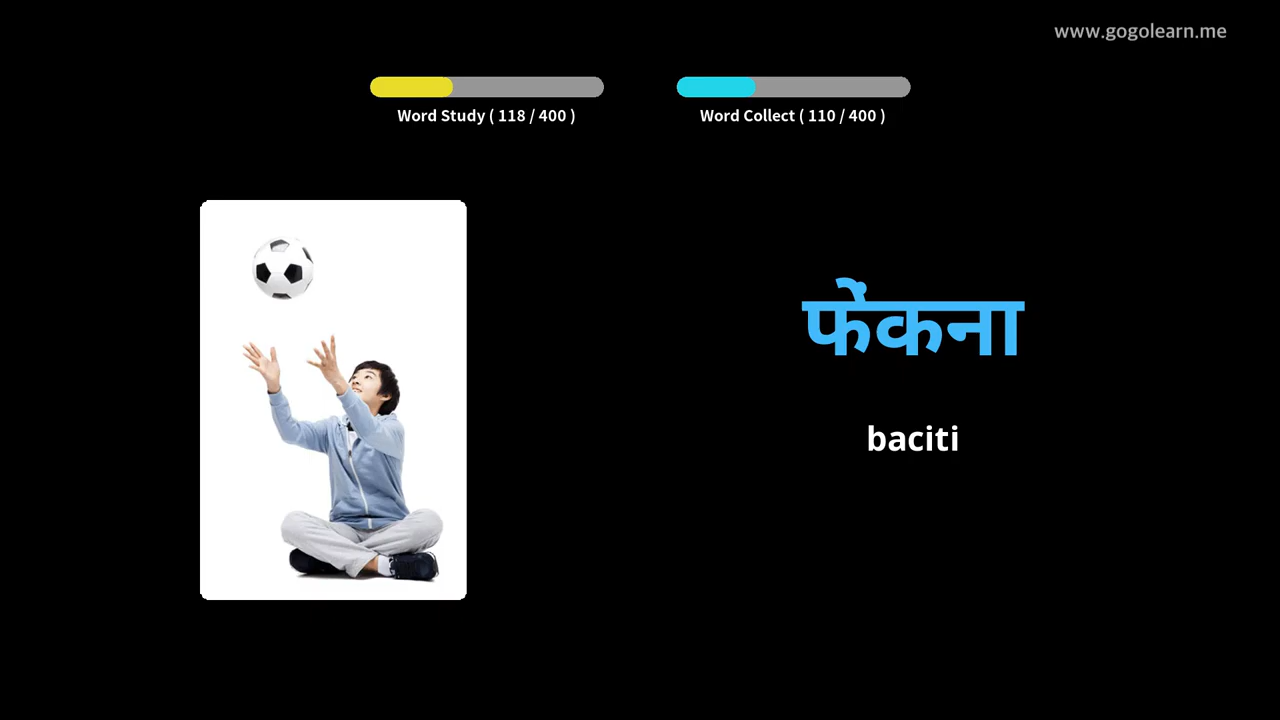 www.gogolearn.me
Word Study ( 118 / 400 )
Word Collect ( 110 / 400 )
फेंकना
baciti